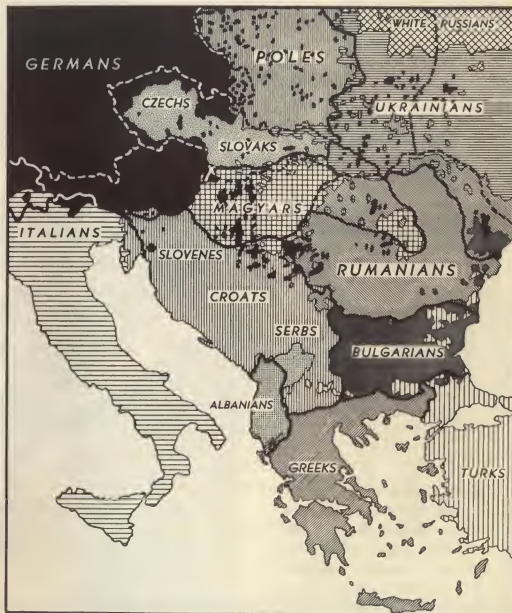 WHITE RUSSIANS
GERMANS
POLES
UKRAINIANS
CZECHS
SLOVAKS
MAGYARS
ITALIANS
SLOVENES
RUMANIANS
CROATS
SERBS
BULGARIANS
ALBANIANS
GREEKS
TURKS